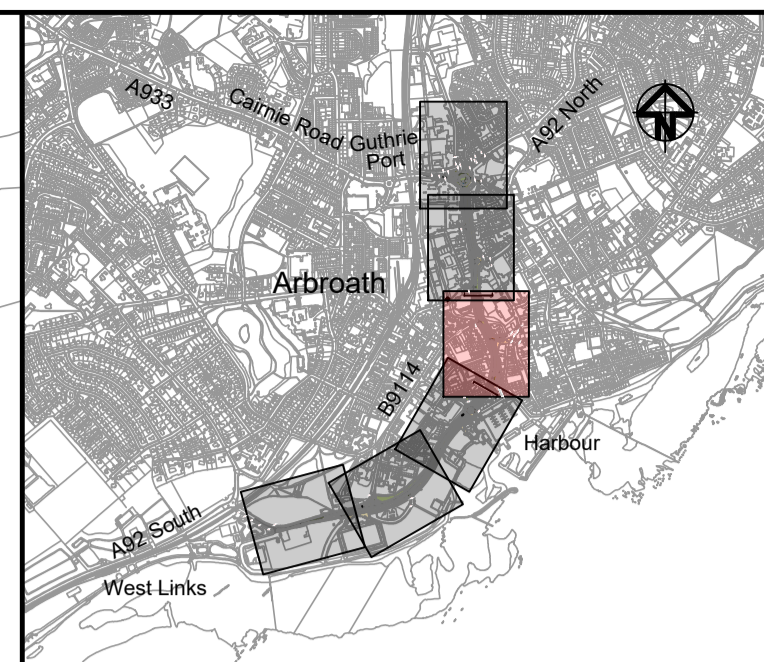 A933
Cairnie Road
Guthrie
Port
A92 North
N
Arbroath
B9114
Harbour
A92 South
West Links